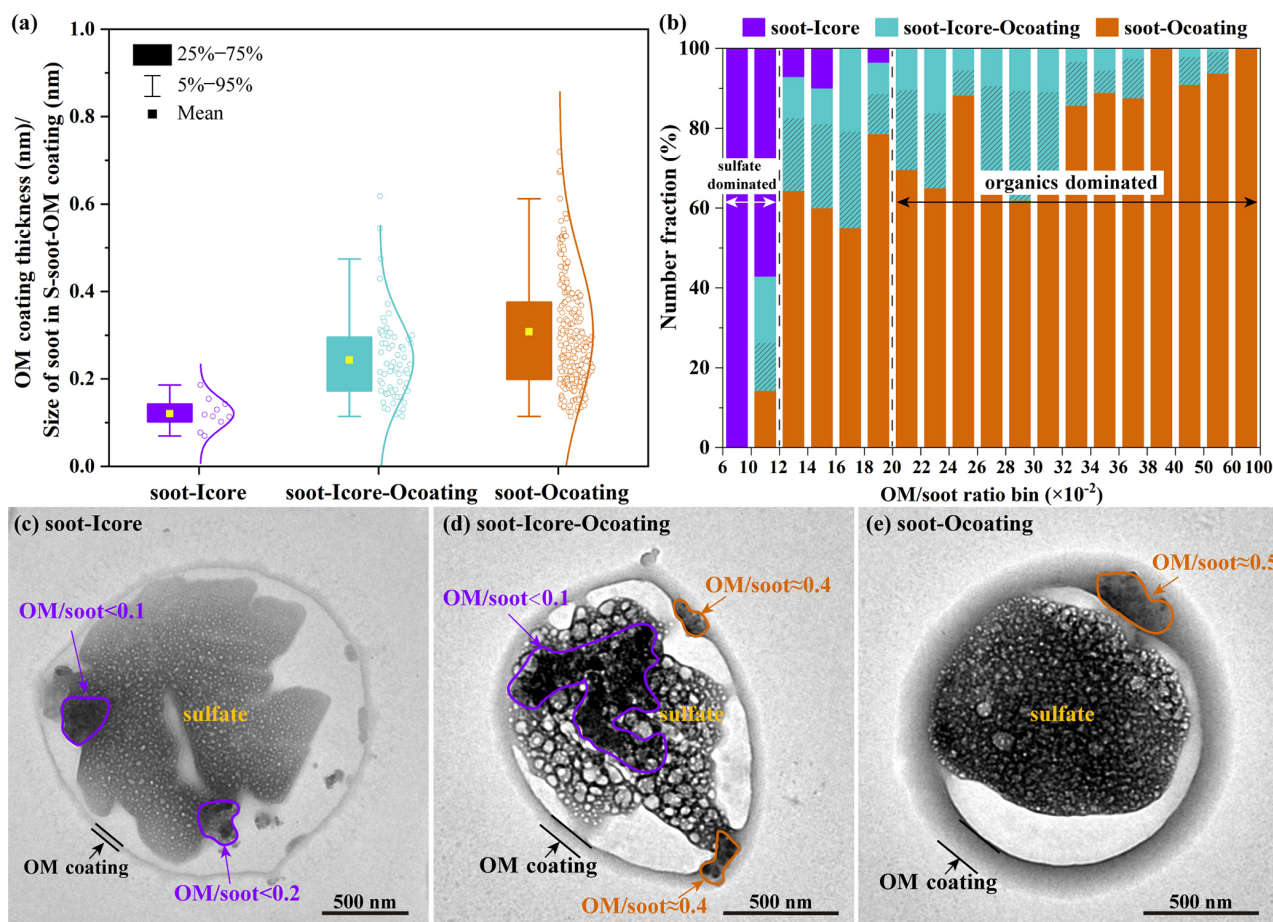 (a)
25%−75%
5%−95%
Mean
OM coating thickness (nm)/
Size of soot in S-soot-OM coating (nm)
1.0
0.8
0.6
0.4
0.2
0.0
soot-Icore
soot-Icore-Ocoating
soot-Ocoating
(b)
soot-Icore
soot-Icore-Ocoating
soot-Ocoating
Number fraction (%)
100
80
60
40
20
0
sulfate
dominated
organics dominated
6 10 12 14 16 18 20 22 24 26 28 30 32 34 36 38 40 50 60 100
OM/soot ratio bin (×10-2)
(c) soot-Icore
OM/soot<0.1
sulfate
OM coating
OM/soot<0.2
500 nm
(d) soot-Icore-Ocoating
OM/soot<0.1
OM/soot≈0.4
sulfate
OM coating
OM/soot≈0.4
500 nm
(e) soot-Ocoating
OM/soot≈0.5
sulfate
OM coating
500 nm